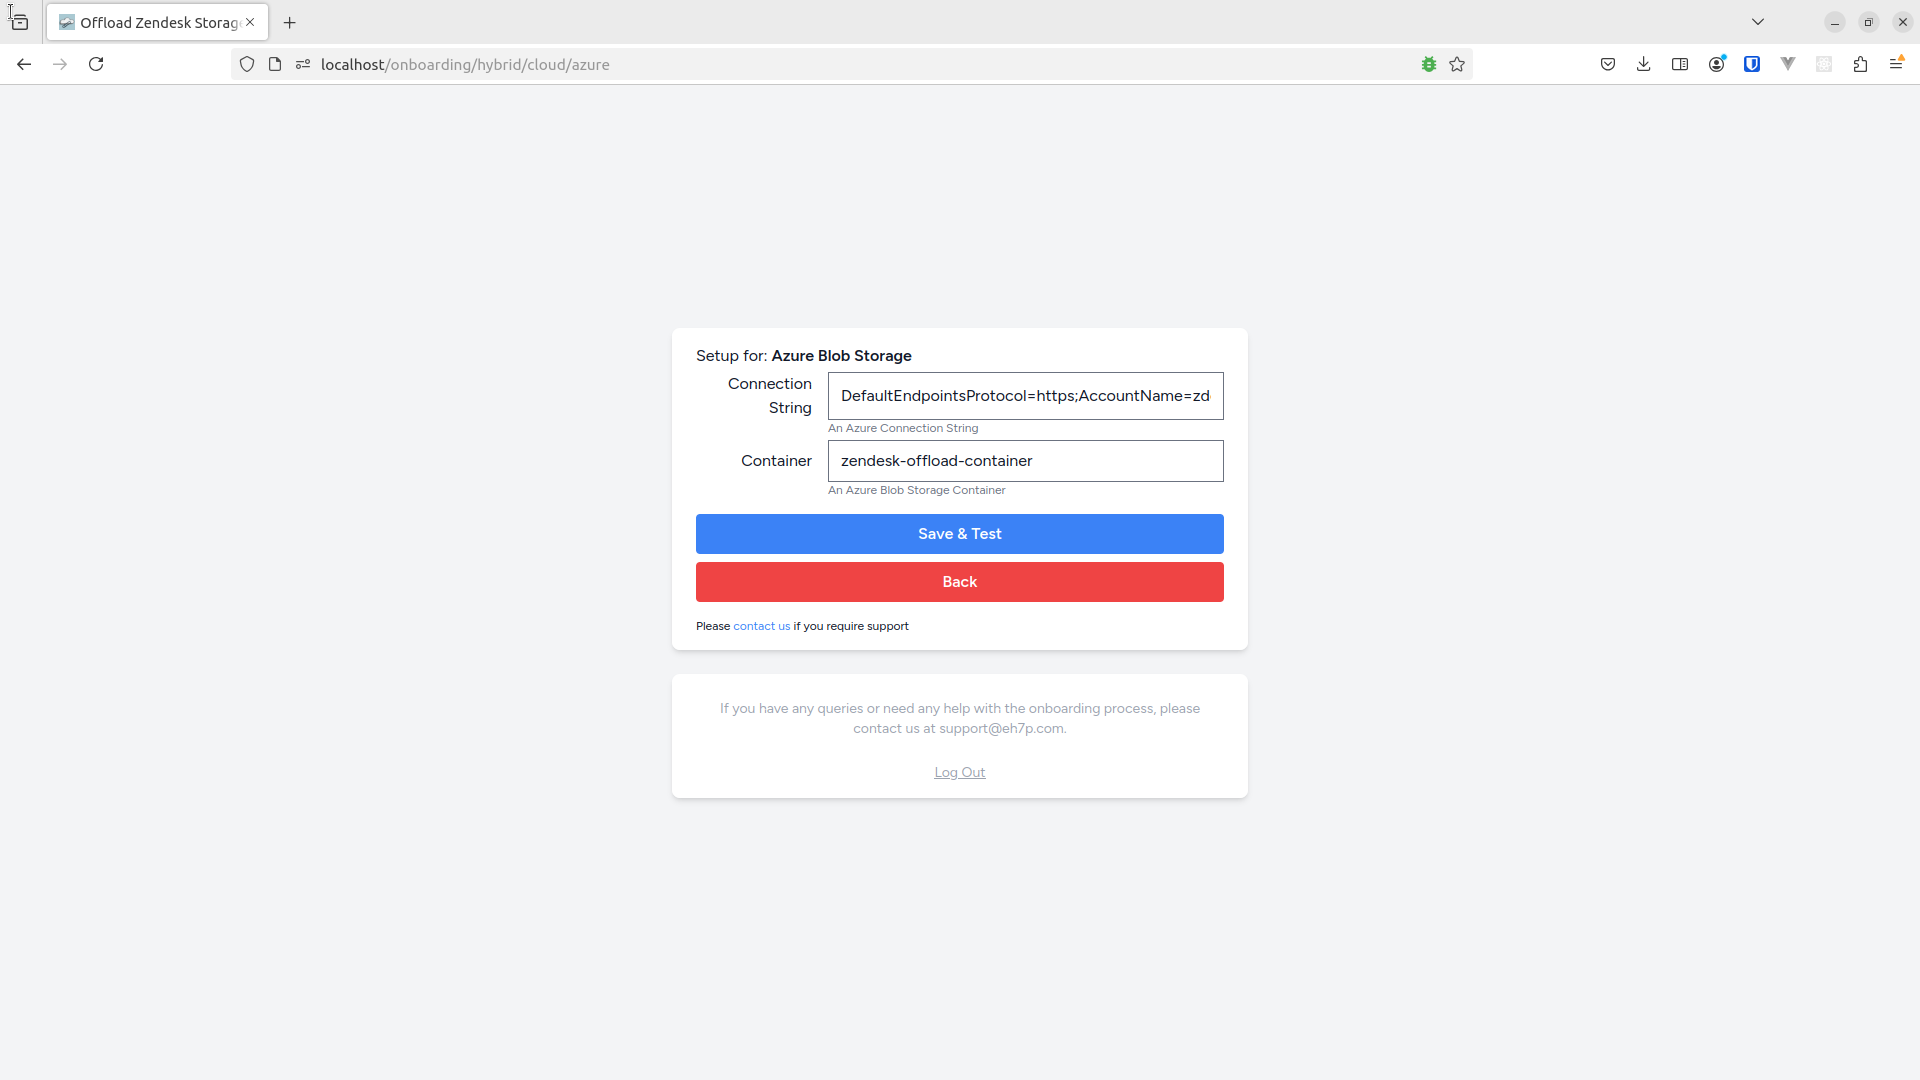 Offload Zendesk Storag
localhost/onboarding/hybrid/cloud/azure
Setup for: Azure Blob Storage
Connection
String
DefaultEndpointsProtocol=https;AccountName=zd
An Azure Connection String
Container
zendesk-offload-container
An Azure Blob Storage Container
Save & Test
Back
Please contact us if you require support
If you have any queries or need any help with the onboarding process, please
contact us at support@eh7p.com.
Log Out